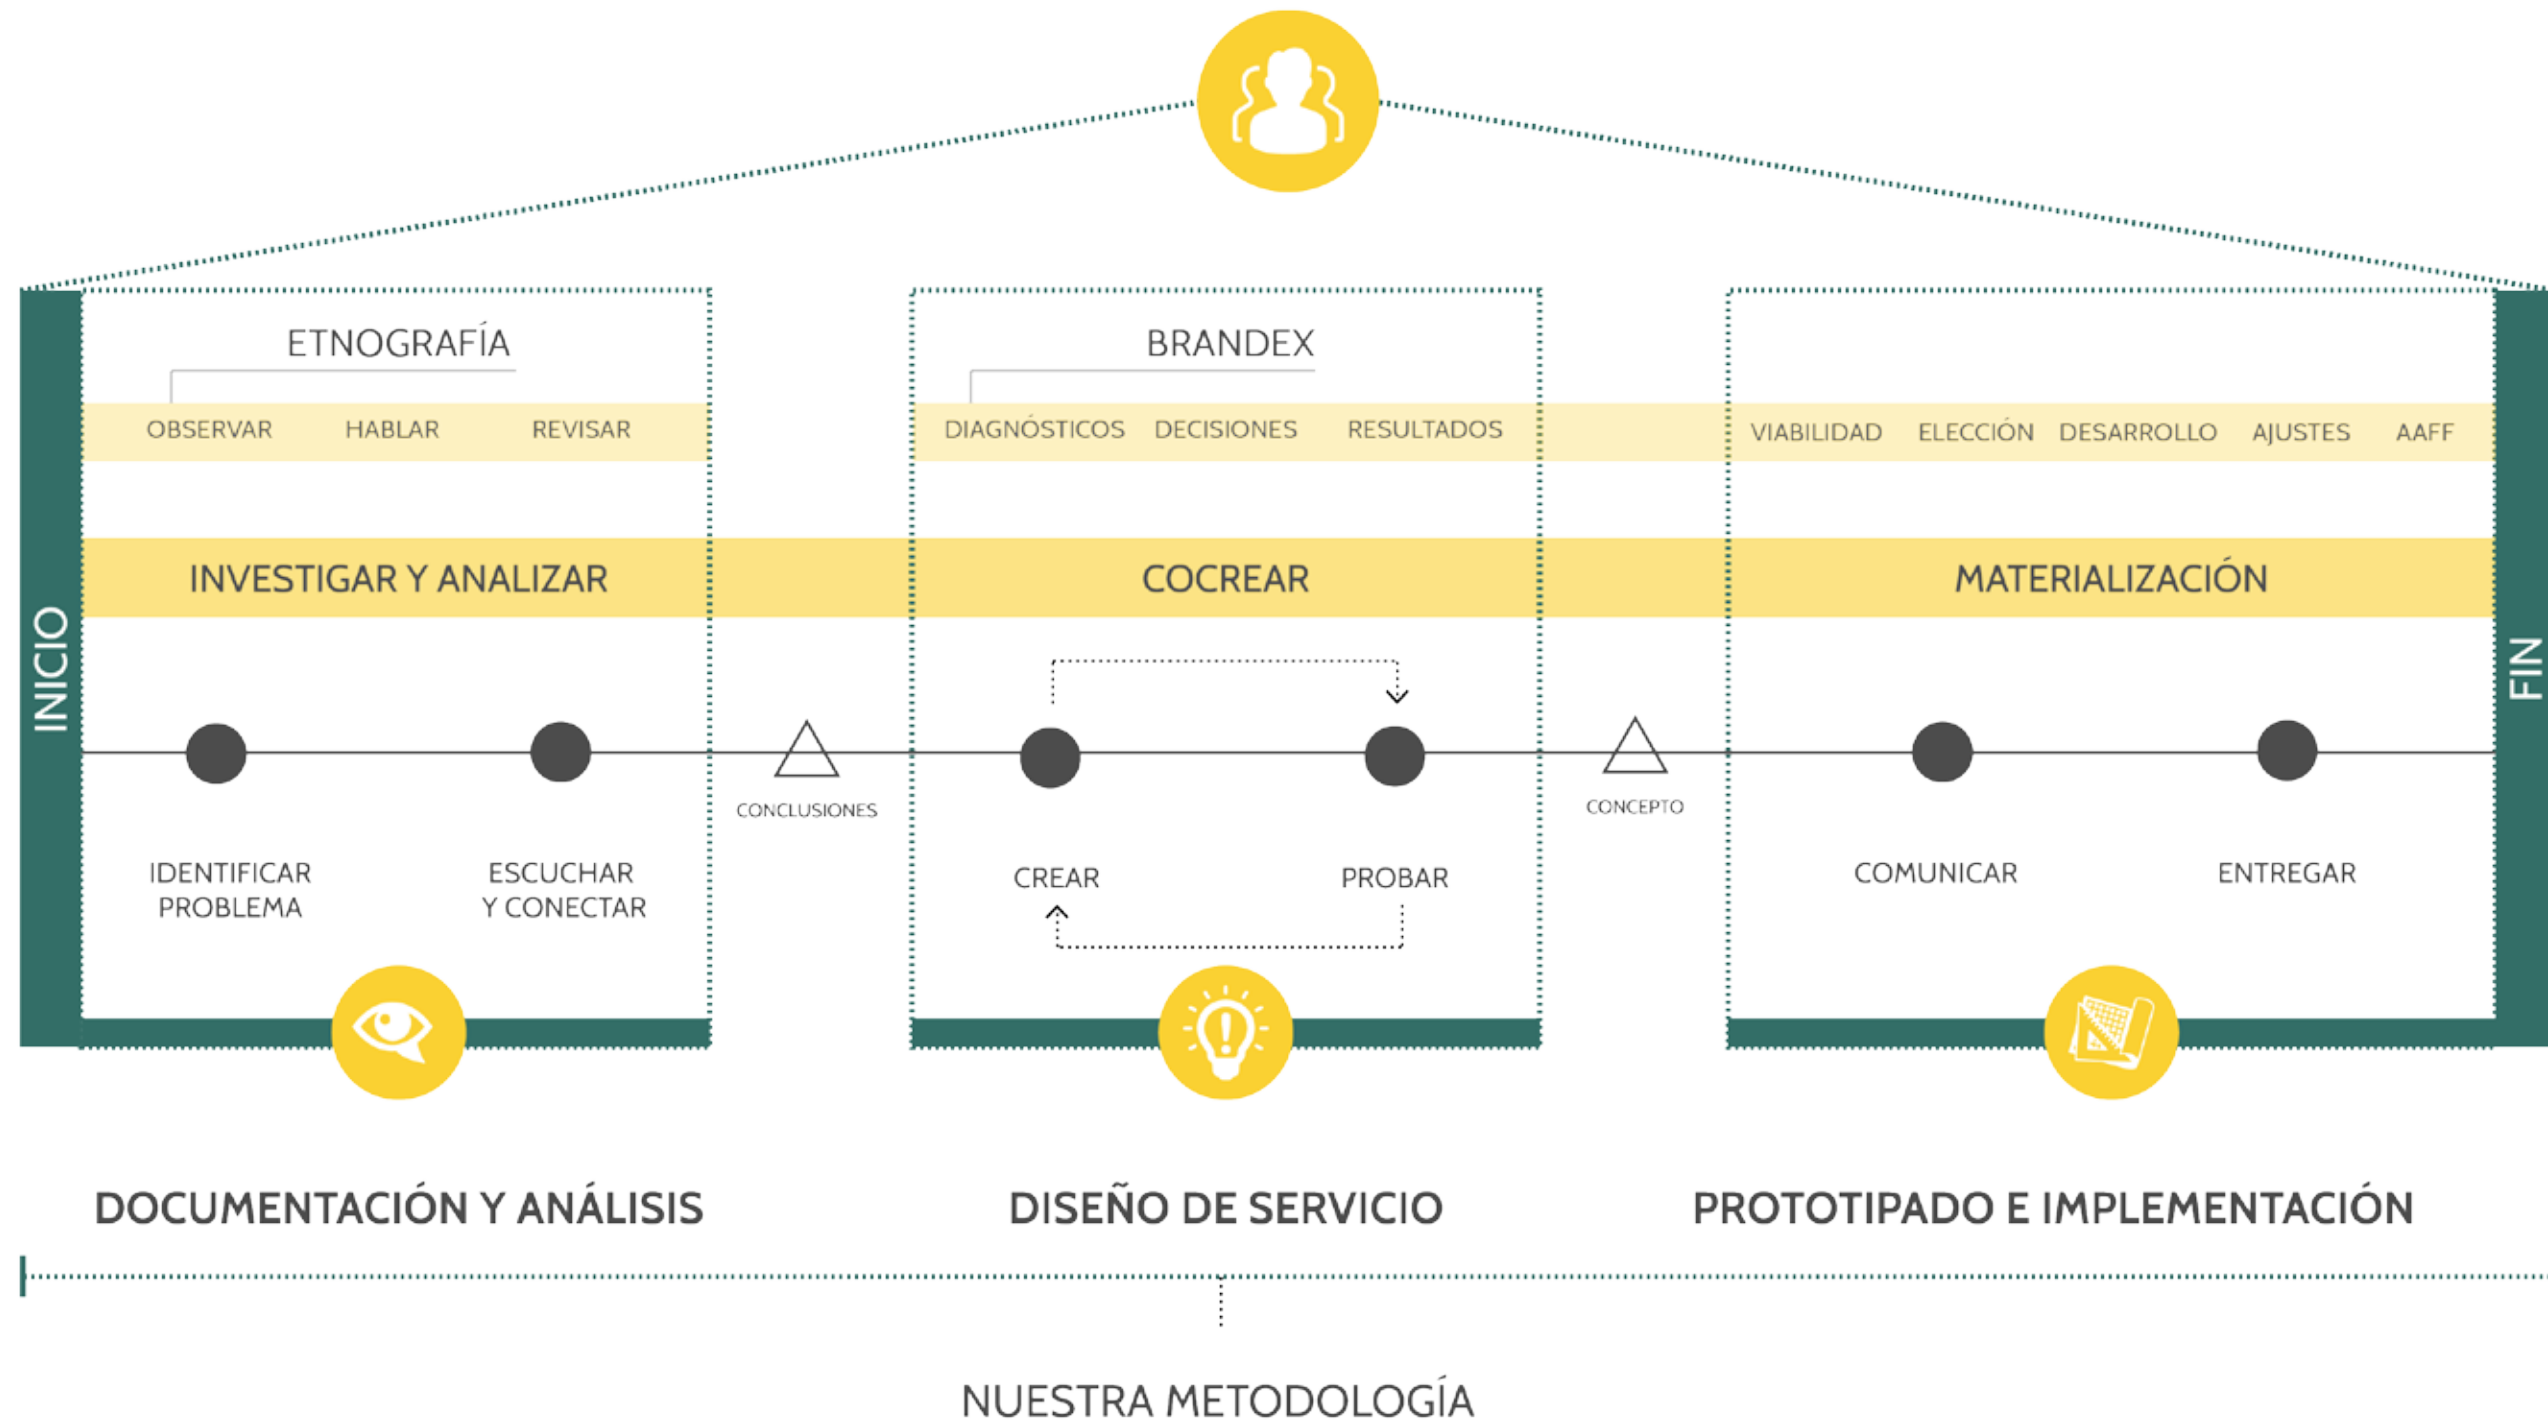 ETNOGRAFÍA
OBSERVAR HABLAR REVISAR
BRANDEX
DIAGNÓSTICOS DECISIONES RESULTADOS
VIABILIDAD ELECCIÓN DESARROLLO AJUSTES AAFF
INVESTIGAR Y ANALIZAR
COCREAR
MATERIALIZACIÓN
INICIO
FIN
IDENTIFICAR
PROBLEMA
ESCUCHAR
Y CONECTAR
CONCLUSIONES
CREAR
PROBAR
CONCEPTO
COMUNICAR
ENTREGAR
DOCUMENTACIÓN Y ANÁLISIS
DISEÑO DE SERVICIO
PROTOTIPADO E IMPLEMENTACIÓN
NUESTRA METODOLOGÍA